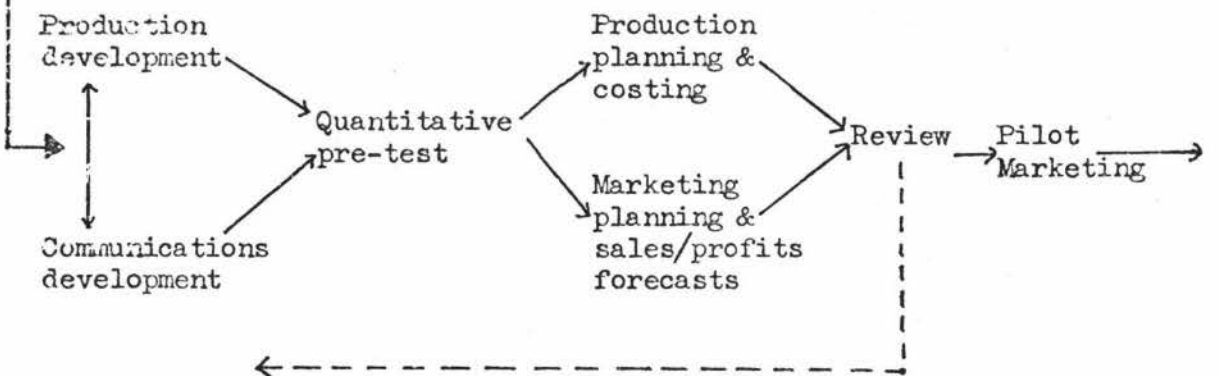 Production
development
Communications
development
Quantitative
pre-test
Production
planning &
costing
Marketing
planning &
sales/profits
forecasts
Review
Pilot
Marketing